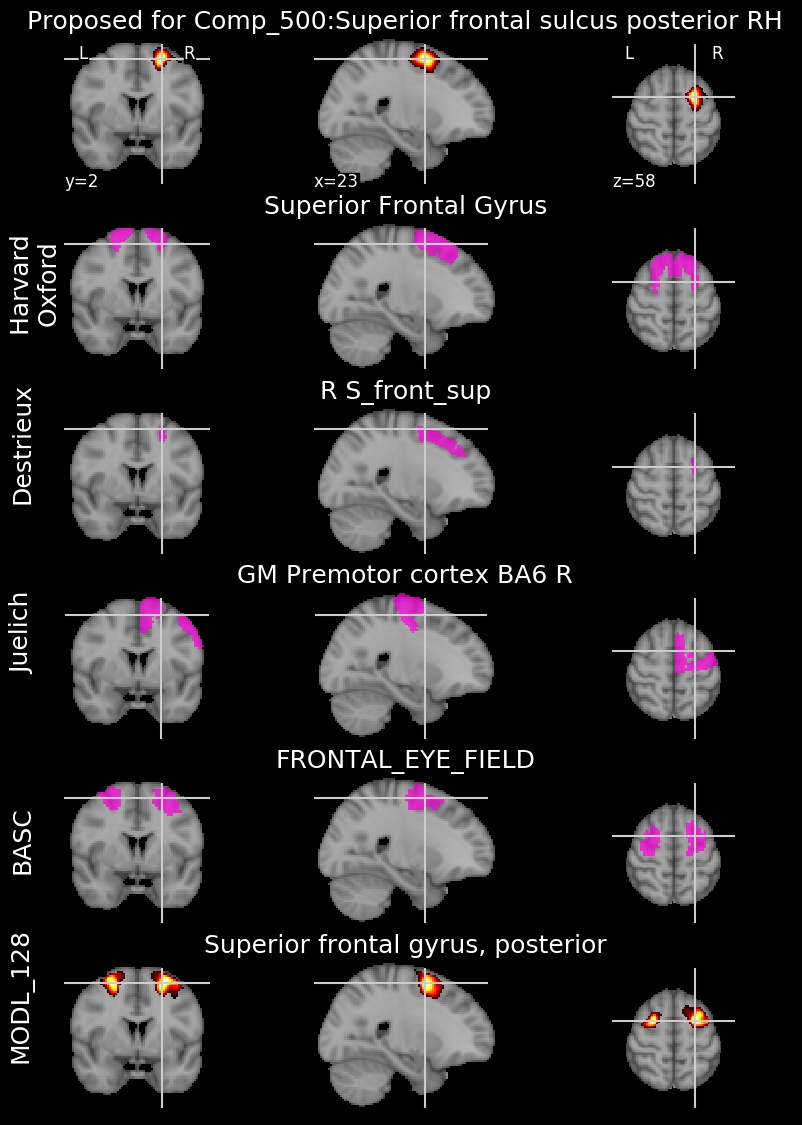 Proposed for Comp_500:Superior frontal sulcus posterior RH
L R L R
y=2 x=23 z=58
Superior Frontal Gyrus
Harvard
Oxford
R S_front_sup
Destrieux
GM Premotor cortex BA6 R
Juelich
FRONTAL_EYE_FIELD
BASC
Superior frontal gyrus, posterior
MODL_128